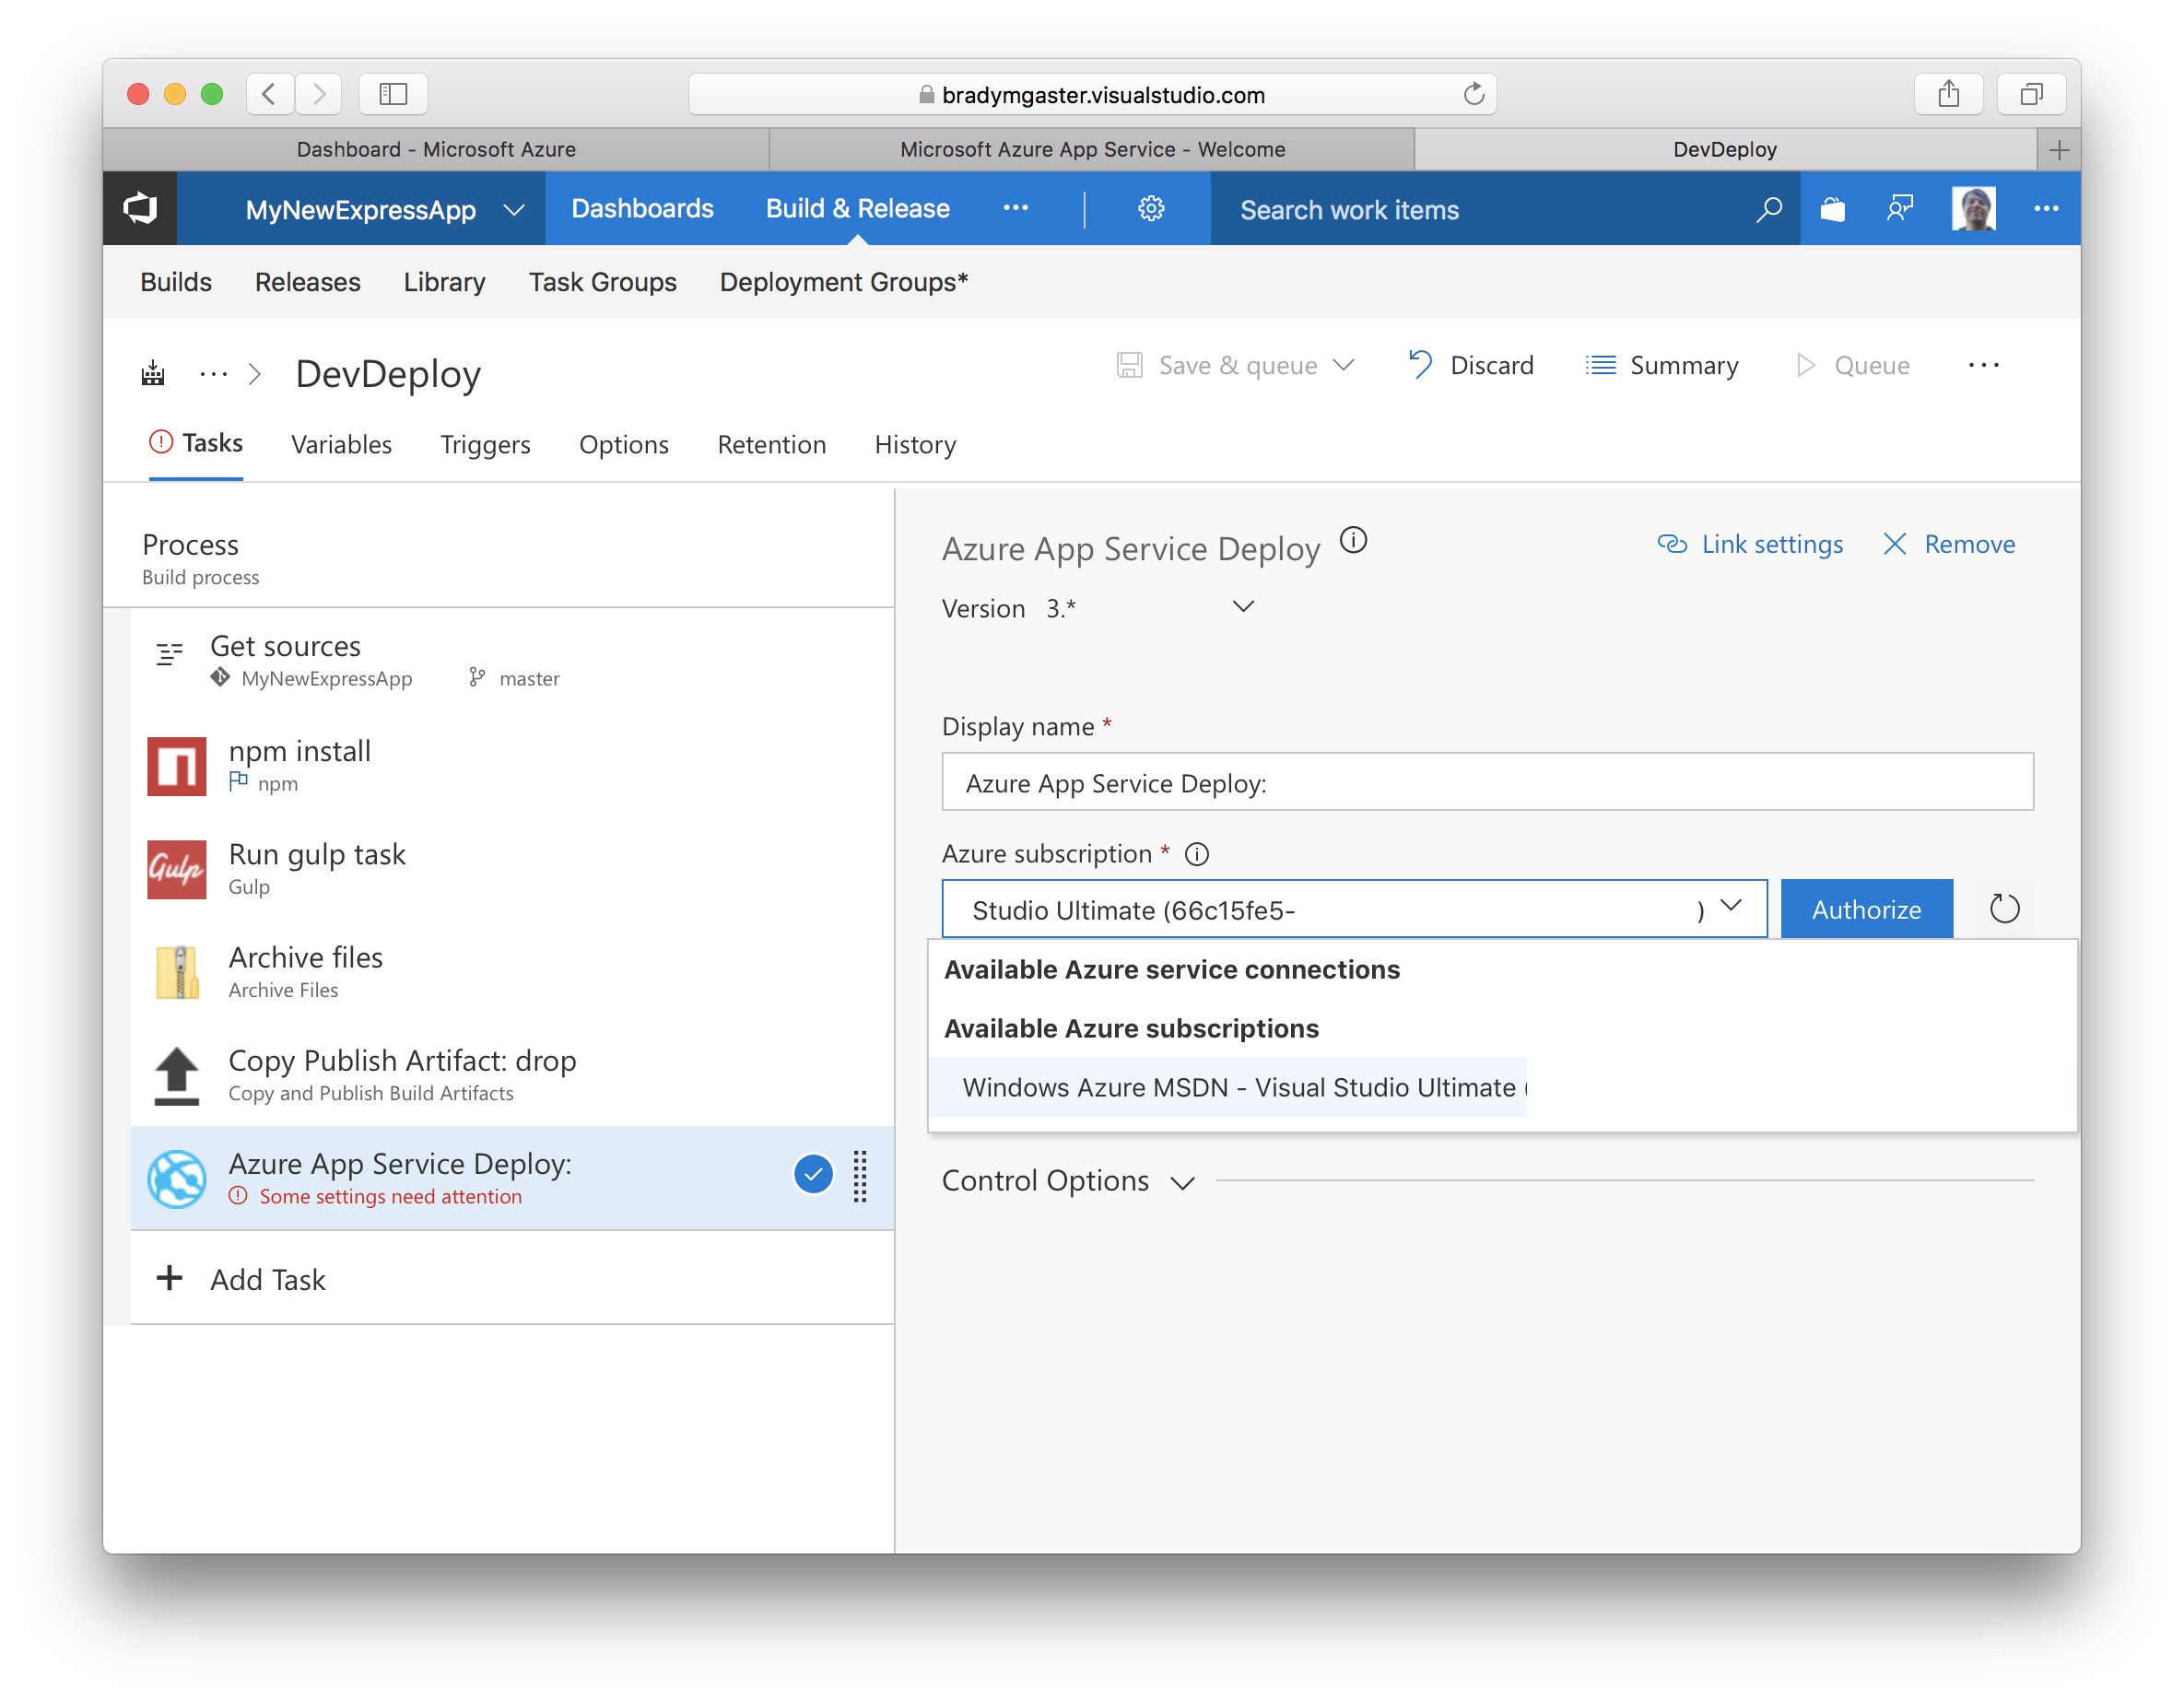 bradymgaster.visualstudio.com
Dashboard - Microsoft Azure
Microsoft Azure App Service - Welcome
DevDeploy
MyNewExpressApp
Dashboards
Build & Release
Search work items
Builds
Releases
Library
Task Groups
Deployment Groups*
DevDeploy
Save & queue
Discard
Summary
Queue
Tasks
Variables
Triggers
Options
Retention
History
Process
Build process
Get sources
MyNewExpressApp
master
npm install
npm
Gulp
Run gulp task
Gulp
Archive files
Archive Files
Copy Publish Artifact: drop
Copy and Publish Build Artifacts
Azure App Service Deploy:
Some settings need attention
Add Task
Azure App Service Deploy
Link settings
Remove
Version 3.*
Display name *
Azure App Service Deploy:
Azure subscription *
Studio Ultimate (66c15fe5- )
Authorize
Available Azure service connections
Available Azure subscriptions
Windows Azure MSDN - Visual Studio Ultimate (
Control Options